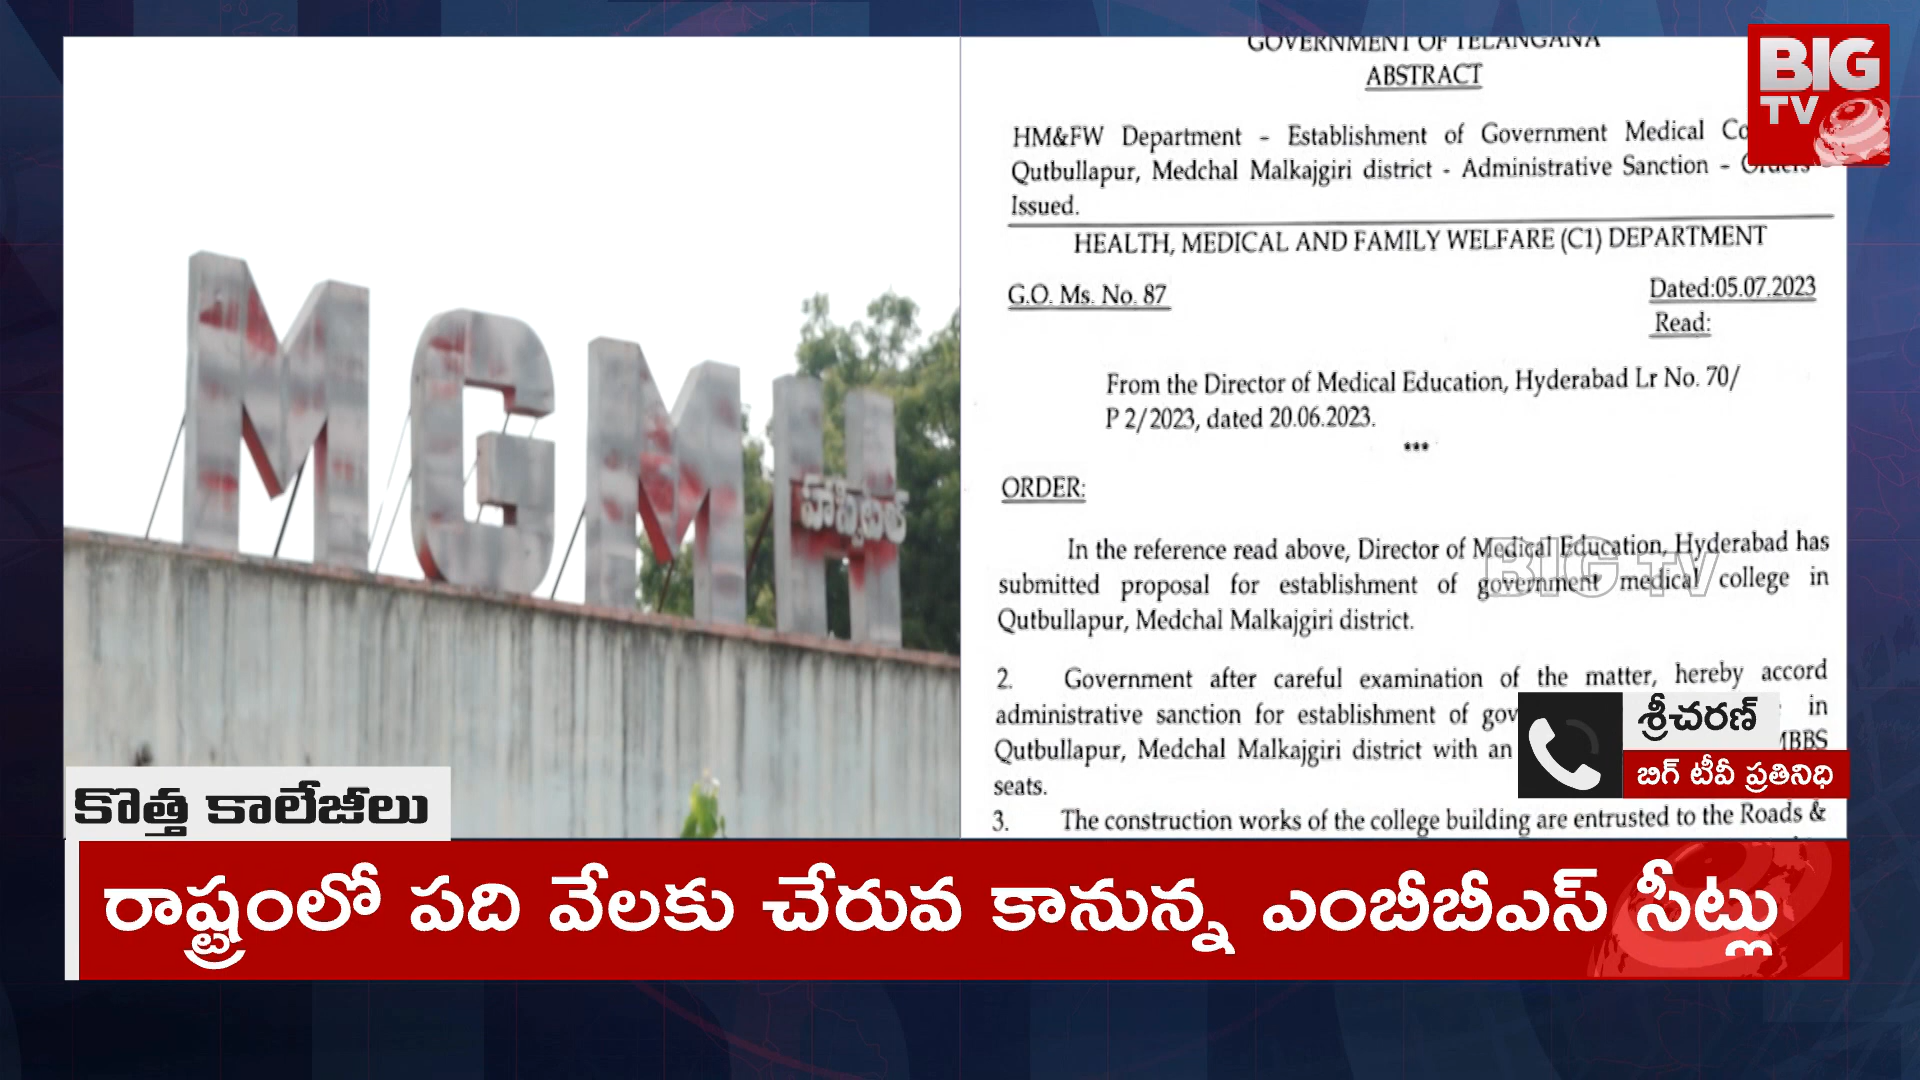 MGMH
హాస్పిటల్
GOVERNMENT OF TELANGANA
ABSTRACT
HM&FW Department - Establishment of Government Medical
Qutbullapur, Medchal Malkajgiri district - Administrative Sanction - Orders
Issued.
HEALTH, MEDICAL AND FAMILY WELFARE (C1) DEPARTMENT
G.O. Ms. No. 87
Dated:05.07.2023
Read:
From the Director of Medical Education, Hyderabad Lr No. 70/
P 2/2023, dated 20.06.2023.
***
ORDER:
In the reference read above, Director of Medical Education, Hyderabad has
submitted proposal for establishment of government medical college in
Qutbullapur, Medchal Malkajgiri district.
2. Government after careful examination of the matter, hereby accord
administrative sanction for establishment of in
Qutbullapur, Medchal Malkajgiri district with an MBBS
seats.
3. The construction works of the college building are entrusted to the Roads &
BIG
TV
BIG TV
శ్రీచరణ్
బిగ్ టీవీ ప్రతినిధి
కొత్త కాలేజీలు
రాష్ట్రంలో పది వేలకు చేరువ కానున్న ఎంబీబీఎస్ సీట్లు